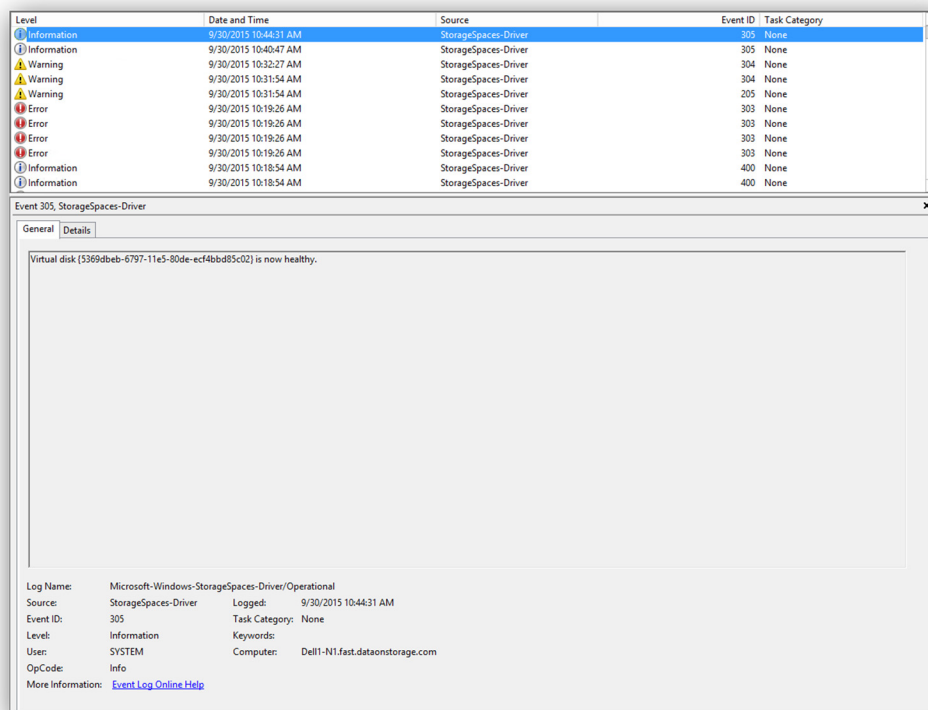 Level Date and Time Source Event ID Task Category
Information 9/30/2015 10:44:31 AM StorageSpaces-Driver 305 None
Information 9/30/2015 10:40:47 AM StorageSpaces-Driver 305 None
Warning 9/30/2015 10:32:27 AM StorageSpaces-Driver 304 None
Warning 9/30/2015 10:31:54 AM StorageSpaces-Driver 304 None
Warning 9/30/2015 10:31:54 AM StorageSpaces-Driver 205 None
Error 9/30/2015 10:19:26 AM StorageSpaces-Driver 303 None
Error 9/30/2015 10:19:26 AM StorageSpaces-Driver 303 None
Error 9/30/2015 10:19:26 AM StorageSpaces-Driver 303 None
Error 9/30/2015 10:19:26 AM StorageSpaces-Driver 303 None
Information 9/30/2015 10:18:54 AM StorageSpaces-Driver 400 None
Information 9/30/2015 10:18:54 AM StorageSpaces-Driver 400 None
Event 305, StorageSpaces-Driver
General Details
Virtual disk {5369dbeb-6797-11e5-80de-ecf4bbd85c02} is now healthy.
Log Name: Microsoft-Windows-StorageSpaces-Driver/Operational
Source: StorageSpaces-Driver Logged: 9/30/2015 10:44:31 AM
Event ID: 305 Task Category: None
Level: Information Keywords:
User: SYSTEM Computer: Dell1-N1.fast.dataonstorage.com
OpCode: Info
More Information: Event Log Online Help